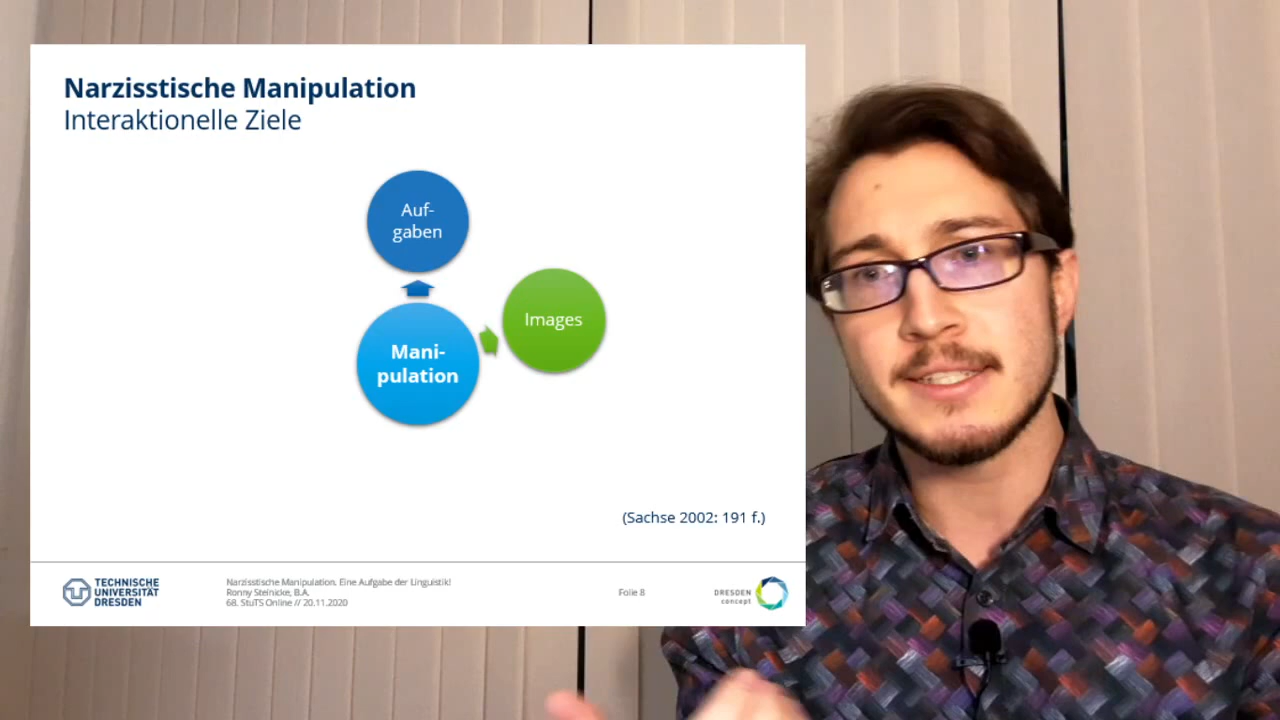 Narzisstische Manipulation
Interaktionelle Ziele
Auf-
gaben
Images
Mani-
pulation
(Sachse 2002: 191 f.)
TECHNISCHE
UNIVERSITÄT
DRESDEN
Narzisstische Manipulation. Eine Aufgabe der Linguistik!
Ronny Steinicke, B.A.
68. StuTS Online // 20.11.2020
Folie 8
DRESDEN
concept